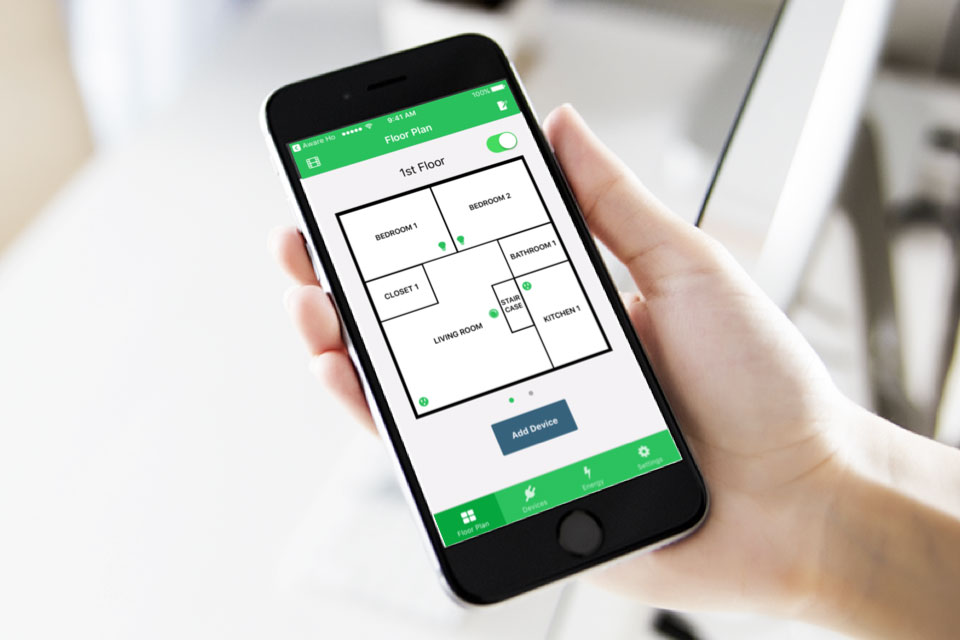 Aware Ho
9:41 AM
100%
Floor Plan
1st Floor
BEDROOM 1
BEDROOM 2
CLOSET 1
BATHROOM 1
LIVING ROOM
STAIR
CASE
KITCHEN 1
Add Device
Floor Plan
Devices
Energy
Settings